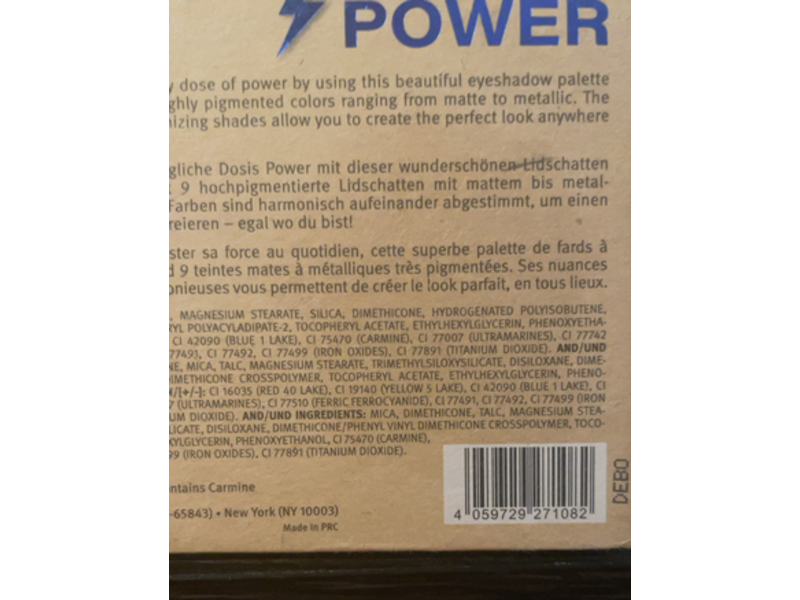 POWER
y dose of power by using this beautiful eyeshadow palette
ghly pigmented colors ranging from matte to metallic. The
nizing shades allow you to create the perfect look anywhere
gliche Dosis Power mit dieser wunderschönen Lidschatten
t 9 hochpigmentierte Lidschatten mit mattem bis metal-
Farben sind harmonisch aufeinander abgestimmt, um einen
reieren – egal wo du bist!
ster sa force au quotidien, cette superbe palette de fards à
d 9 teintes mates à métalliques très pigmentées. Ses nuances
onieuses vous permettent de créer le look parfait, en tous lieux.
, MAGNESIUM STEARATE, SILICA, DIMETHICONE, HYDROGENATED POLYISOBUTENE,
RYL POLYACYLADIPATE-2, TOCOPHERYL ACETATE, ETHYLHEXYLGLYCERIN, PHENOXYETHA-
CI 42090 (BLUE 1 LAKE), CI 75470 (CARMINE), CI 77007 (ULTRAMARINES), CI 77742
77491, CI 77492, CI 77499 (IRON OXIDES), CI 77891 (TITANIUM DIOXIDE). AND/UND
NE, MICA, TALC, MAGNESIUM STEARATE, TRIMETHYLSILOXYSILICATE, DISILOXANE, DIME-
IMETHICONE CROSSPOLYMER, TOCOPHERYL ACETATE, ETHYLHEXYLGLYCERIN, PHENO-
/[+/-]: CI 16035 (RED 40 LAKE), CI 19140 (YELLOW 5 LAKE), CI 42090 (BLUE 1 LAKE), CI
7 (ULTRAMARINES), CI 77510 (FERRIC FERROCYANIDE), CI 77491, CI 77492, CI 77499 (IRON
UM DIOXIDE). AND/UND INGREDIENTS: MICA, DIMETHICONE, TALC, MAGNESIUM STEA-
LICATE, DISILOXANE, DIMETHICONE/PHENYL VINYL DIMETHICONE CROSSPOLYMER, TOCO-
XYLGLYCERIN, PHENOXYETHANOL, CI 75470 (CARMINE),
99 (IRON OXIDES), CI 77891 (TITANIUM DIOXIDE).
ntains Carmine
-65843) • New York (NY 10003)
Made in PRC
4 059729 271082
DEBO